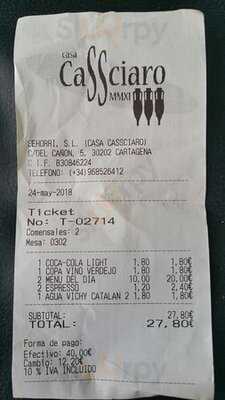 casa
CaSSciaro
MMXI
DEHORRI, S.L. (CASA CASSCIARO)
C/DEL CAÑON, 5, 30202 CARTAGENA
C.I.F. B30846224
TELEFONO: (+34)968526412
24-may-2018
Ticket
No: T-02714
Comensales: 2
Mesa: 0302
1 COCA-COLA LIGHT 1,80 1,80€
1 COPA VINO VERDEJO 1,80 1,80€
2 MENU DEL DIA 10,00 20,00€
2 ESPRESSO 1,20 2,40€
1 AGUA VICHY CATALAN 2 1,80 1,80€
SUBTOTAL: 27,80€
TOTAL: 27,80€
Forma de pago:
Efectivo: 40,00€
Cambio: 12,20€
10 % IVA INCLUIDO